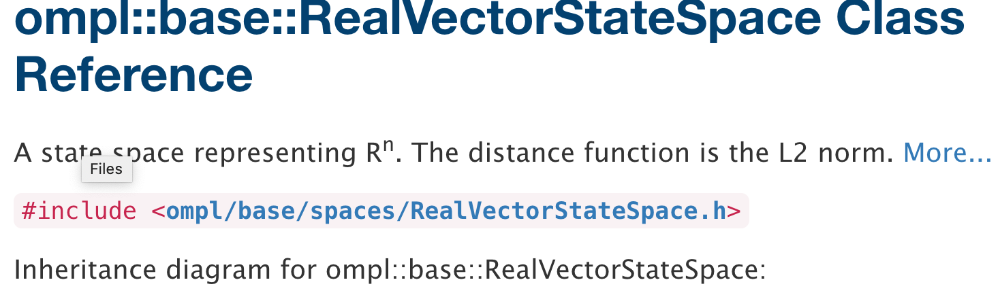 ompl::base::RealVectorStateSpace Class
Reference
A state space representing Rⁿ. The distance function is the L2 norm. More...
Files
#include <ompl/base/spaces/RealVectorStateSpace.h>
Inheritance diagram for ompl::base::RealVectorStateSpace: